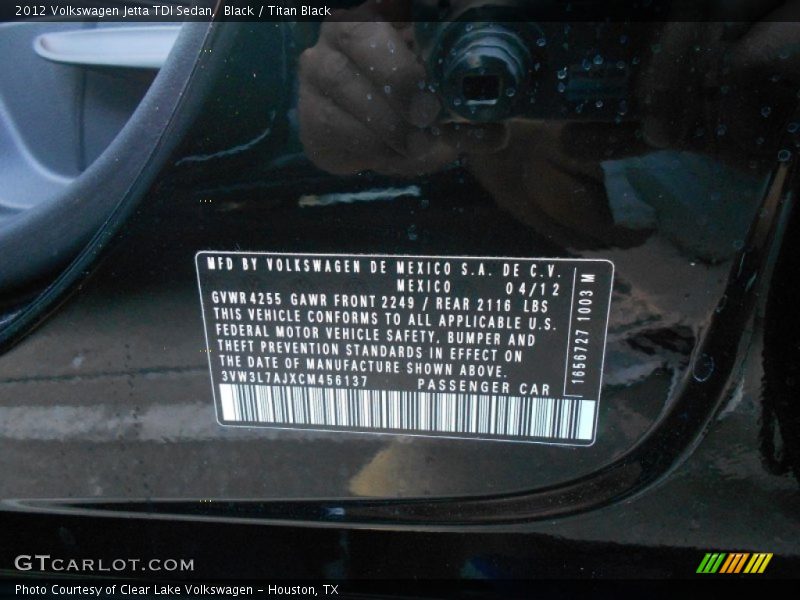 2012 Volkswagen Jetta TDI Sedan,  Black / Titan Black
MFD BY VOLKSWAGEN DE MEXICO S.A. DE C.V.
MEXICO 04/12
GVWR4255 GAWR FRONT 2249 / REAR 2116 LBS
THIS VEHICLE CONFORMS TO ALL APPLICABLE U.S.
FEDERAL MOTOR VEHICLE SAFETY, BUMPER AND
THEFT PREVENTION STANDARDS IN EFFECT ON
THE DATE OF MANUFACTURE SHOWN ABOVE.
3VW3L7AJXCM456137 PASSENGER CAR
1656727 1003 M
GTCARLOT.COM
Photo Courtesy of Clear Lake Volkswagen - Houston, TX